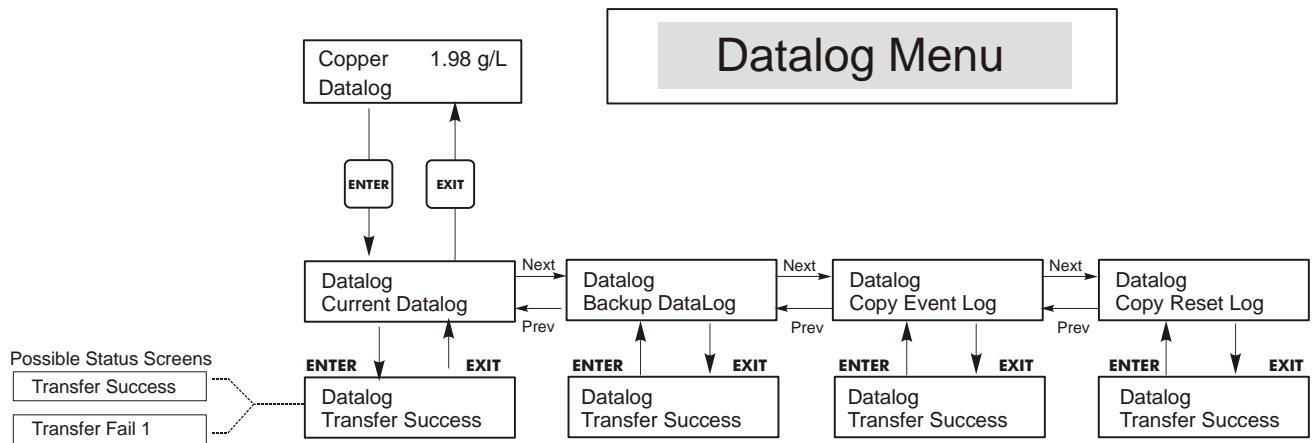 Datalog Menu
Copper 1.98 g/L
Datalog
ENTER
EXIT
Datalog
Current Datalog
Next
Prev
Datalog
Backup DataLog
Next
Prev
Datalog
Copy Event Log
Next
Prev
Datalog
Copy Reset Log
Possible Status Screens
Transfer Success
Transfer Fail 1
ENTER
EXIT
Datalog
Transfer Success
ENTER
EXIT
Datalog
Transfer Success
ENTER
EXIT
Datalog
Transfer Success
ENTER
EXIT
Datalog
Transfer Success